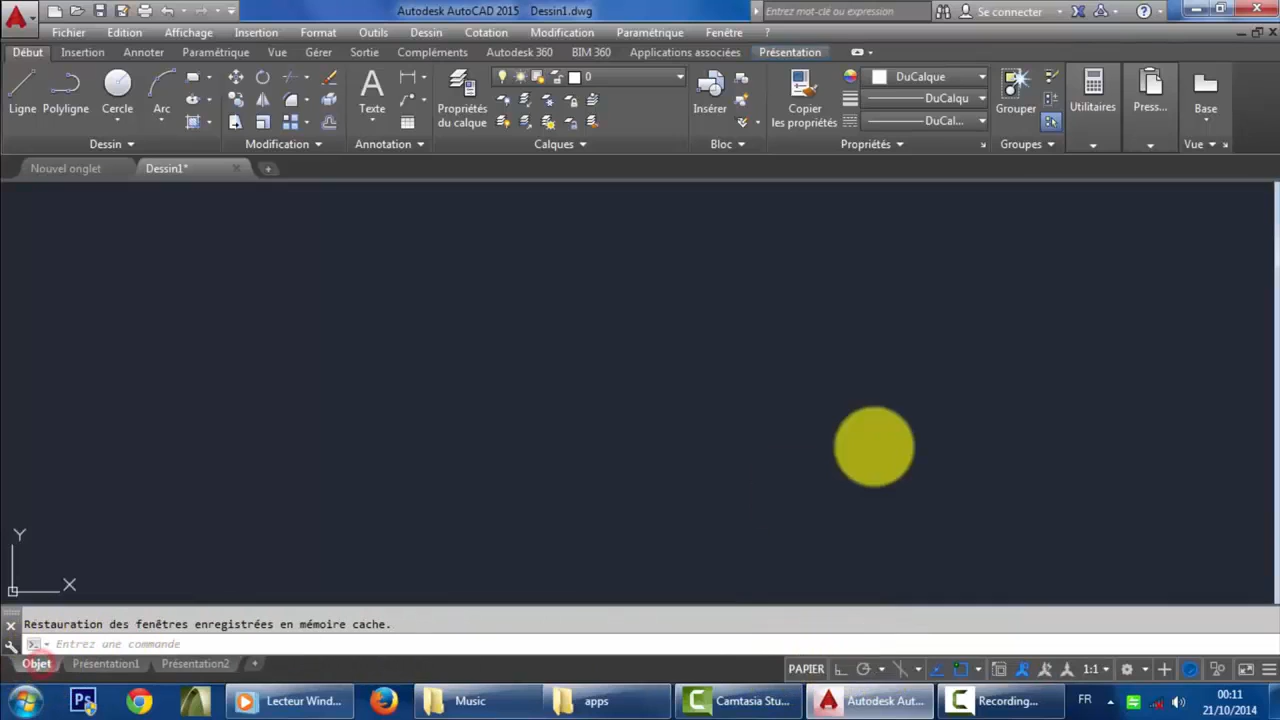 Autodesk AutoCAD 2015 Dessin1.dwg
Entrez mot-clé ou expression
Se connecter
Fichier Edition Affichage Insertion Format Outils Dessin Cotation Modification Paramétrique Fenêtre ?
Début Insertion Annoter Paramétrique Vue Gérer Sortie Compléments Autodesk 360 BIM 360 Applications associées Présentation
Ligne Polyligne Cercle Arc
Texte
Propriétés
du calque
0
Insérer
Copier
les propriétés
DuCalque
DuCalqu
DuCal...
Grouper
Utilitaires
Press...
Base
Dessin Modification Annotation Calques Bloc Propriétés Groupes Vue
Nouvel onglet Dessin1*
Y
X
Restauration des fenêtres enregistrées en mémoire cache.
Entrez une commande
Objet Présentation1 Présentation2 +
PAPIER
1:1
Ps
Lecteur Wind...
Music
apps
Camtasia Stu...
Autodesk Aut...
Recording...
FR
00:11
21/10/2014